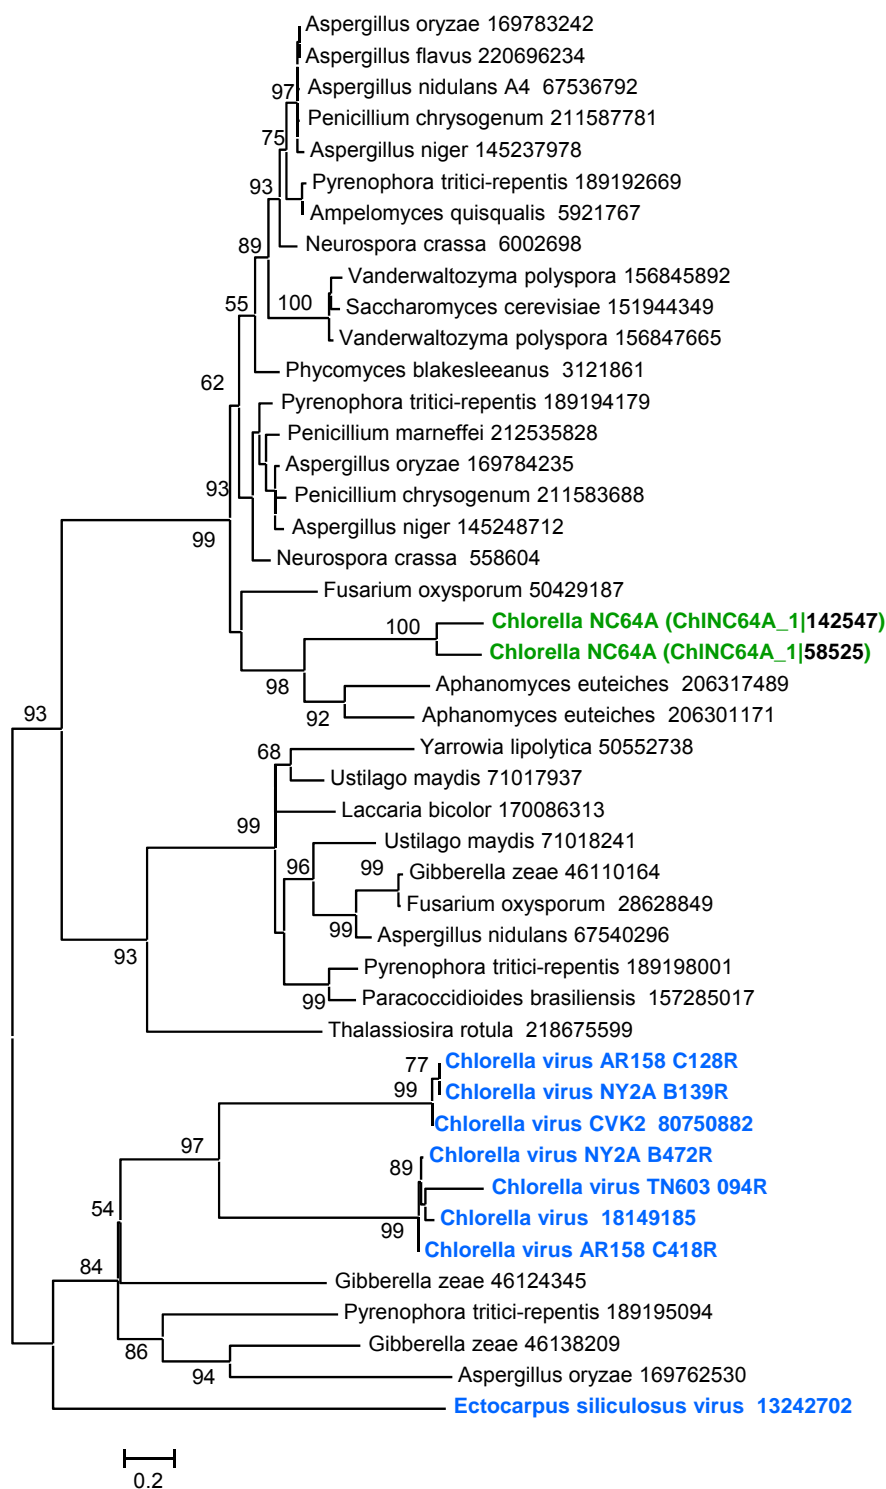 Aspergillus oryzae 169783242
Aspergillus flavus 220696234
97
Aspergillus nidulans A4 67536792
Penicillium chrysogenum 211587781
75
Aspergillus niger 145237978
93
Pyrenophora tritici-repentis 189192669
Ampelomyces quisqualis 5921767
89
Neurospora crassa 6002698
Vanderwaltozyma polyspora 156845892
55
100
Saccharomyces cerevisiae 151944349
Vanderwaltozyma polyspora 156847665
Phycomyces blakesleeanus 3121861
62
Pyrenophora tritici-repentis 189194179
Penicillium marneffei 212535828
Aspergillus oryzae 169784235
93
Penicillium chrysogenum 211583688
Aspergillus niger 145248712
99
Neurospora crassa 558604
Fusarium oxysporum 50429187
100
Chlorella NC64A (ChlNC64A_1|142547)
Chlorella NC64A (ChlNC64A_1|58525)
98
Aphanomyces euteiches 206317489
93
92
Aphanomyces euteiches 206301171
68
Yarrowia lipolytica 50552738
Ustilago maydis 71017937
Laccaria bicolor 170086313
99
Ustilago maydis 71018241
96
99
Gibberella zeae 46110164
Fusarium oxysporum 28628849
99
Aspergillus nidulans 67540296
93
Pyrenophora tritici-repentis 189198001
99
Paracoccidioides brasiliensis 157285017
Thalassiosira rotula 218675599
77
Chlorella virus AR158 C128R
99
Chlorella virus NY2A B139R
Chlorella virus CVK2 80750882
97
Chlorella virus NY2A B472R
89
Chlorella virus TN603 094R
54
Chlorella virus 18149185
99
Chlorella virus AR158 C418R
84
Gibberella zeae 46124345
Pyrenophora tritici-repentis 189195094
86
Gibberella zeae 46138209
94
Aspergillus oryzae 169762530
Ectocarpus siliculosus virus 13242702
0.2